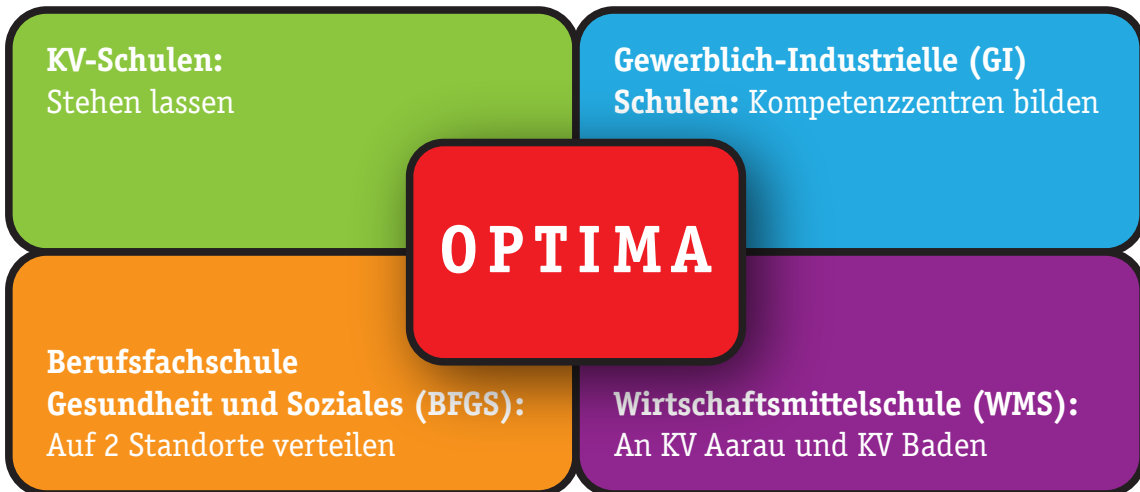 KV-Schulen:
Stehen lassen
Gewerblich-Industrielle (GI)
Schulen: Kompetenzzentren bilden
OPTIMA
Berufsfachschule
Gesundheit und Soziales (BFGS):
Auf 2 Standorte verteilen
Wirtschaftsmittelschule (WMS):
An KV Aarau und KV Baden